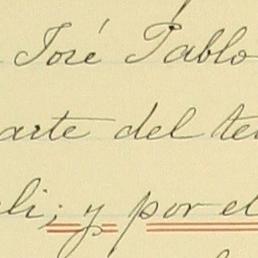 José Pablo
arte del te
li; y por el